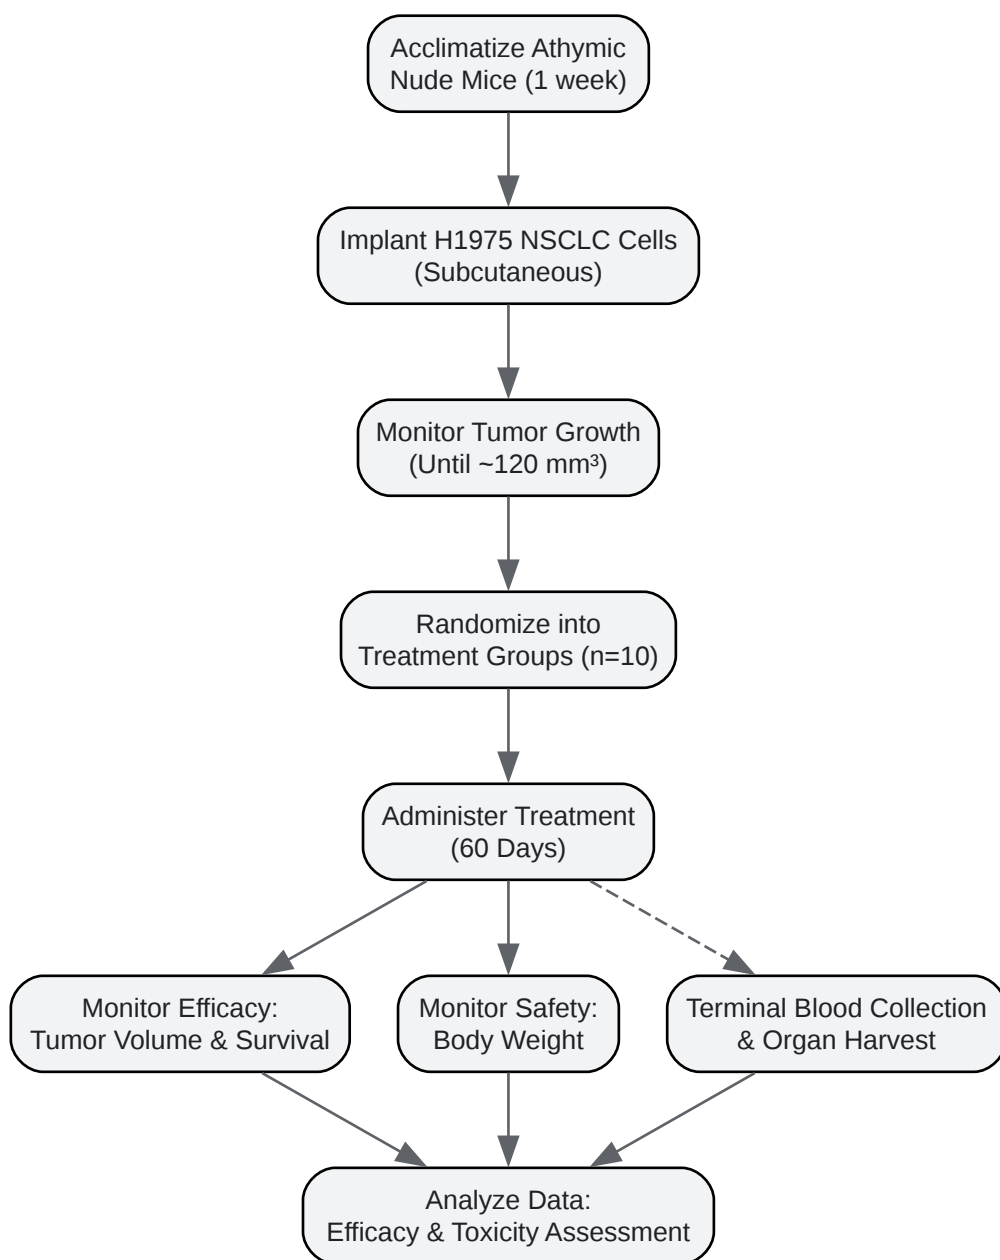 Acclimatize Athymic
Nude Mice (1 week)
Implant H1975 NSCLC Cells
(Subcutaneous)
Monitor Tumor Growth
(Until ~120 mm³)
Randomize into
Treatment Groups (n=10)
Administer Treatment
(60 Days)
Monitor Efficacy:
Tumor Volume & Survival
Monitor Safety:
Body Weight
Terminal Blood Collection
& Organ Harvest
Analyze Data:
Efficacy & Toxicity Assessment